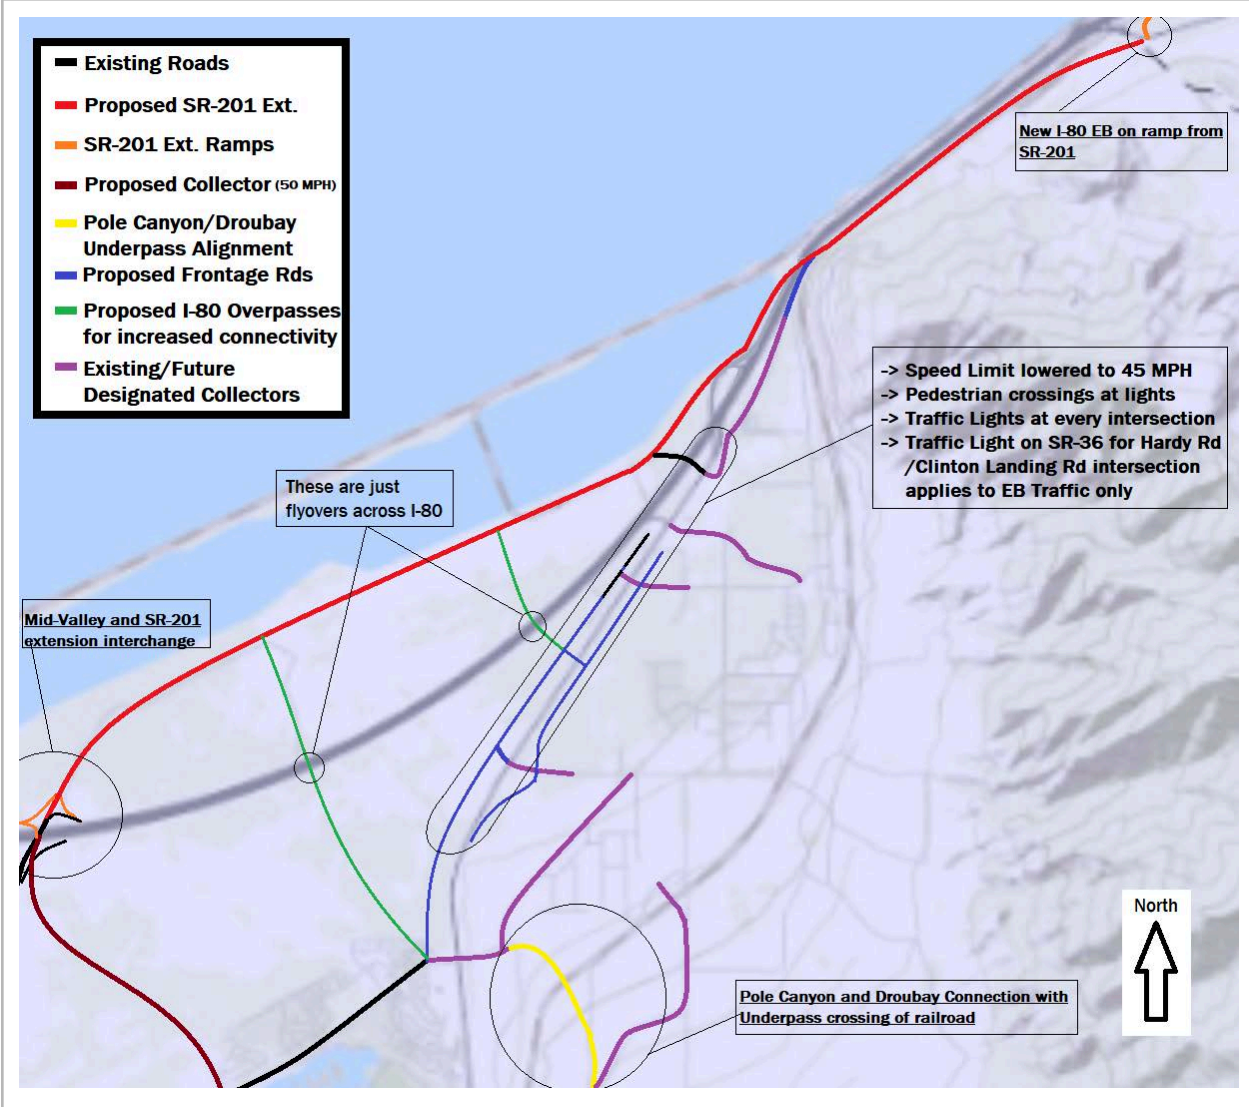 Existing Roads
Proposed SR-201 Ext.
SR-201 Ext. Ramps
Proposed Collector (50 MPH)
Pole Canyon/Droubay
Underpass Alignment
Proposed Frontage Rds
Proposed I-80 Overpasses
for increased connectivity
Existing/Future
Designated Collectors
New I-80 EB on ramp from
SR-201
-> Speed Limit lowered to 45 MPH
-> Pedestrian crossings at lights
-> Traffic Lights at every intersection
-> Traffic Light on SR-36 for Hardy Rd
/Clinton Landing Rd intersection
applies to EB Traffic only
These are just
flyovers across I-80
Mid-Valley and SR-201
extension interchange
North
Pole Canyon and Droubay Connection with
Underpass crossing of railroad